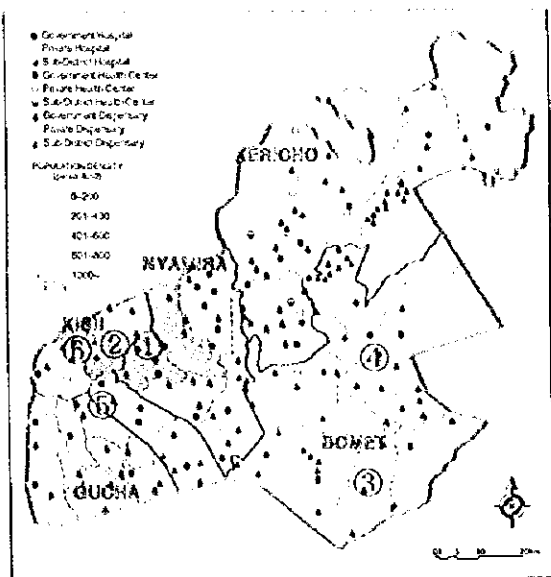 Government Hospital
Private Hospital
Sub-District Hospital
Government Health Center
Private Health Center
Sub-District Health Center
Government Dispensary
Private Dispensary
Sub-District Dispensary
POPULATION DENSITY
0-200
201-400
401-600
601-800
KERICHO
NYAMIRA
KISII
⑥ ② ①
④
⑤
BOMET
GUCHA
③